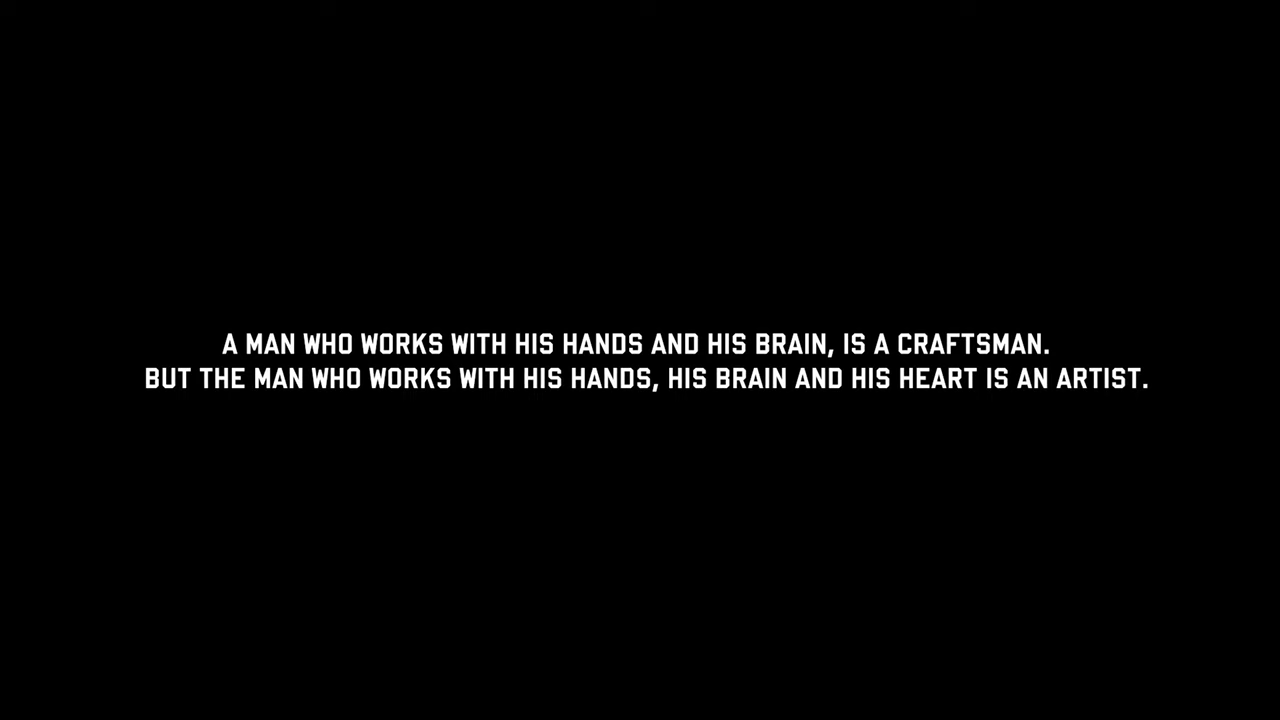 A MAN WHO WORKS WITH HIS HANDS AND HIS BRAIN, IS A CRAFTSMAN.
BUT THE MAN WHO WORKS WITH HIS HANDS, HIS BRAIN AND HIS HEART IS AN ARTIST.